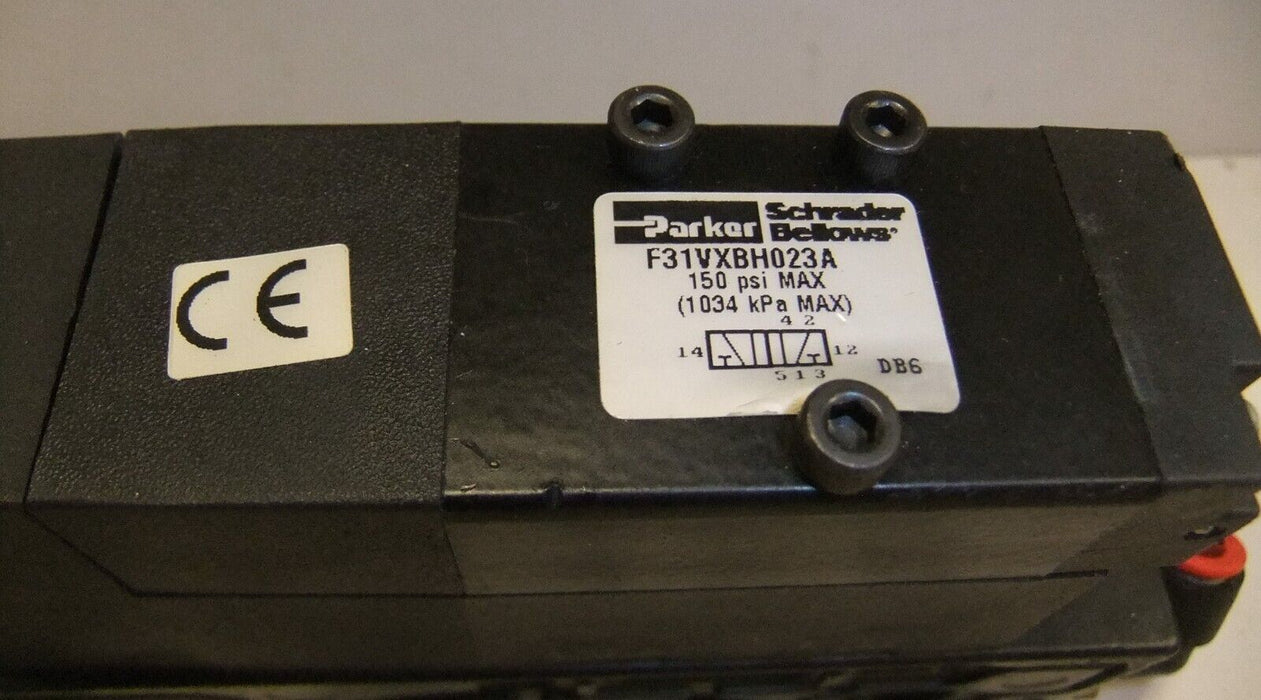 CE
Parker Schrader
Bellows®
F31VXBH023A
150 psi MAX
(1034 kPa MAX)
4 2
14 12
5 1 3
DB6